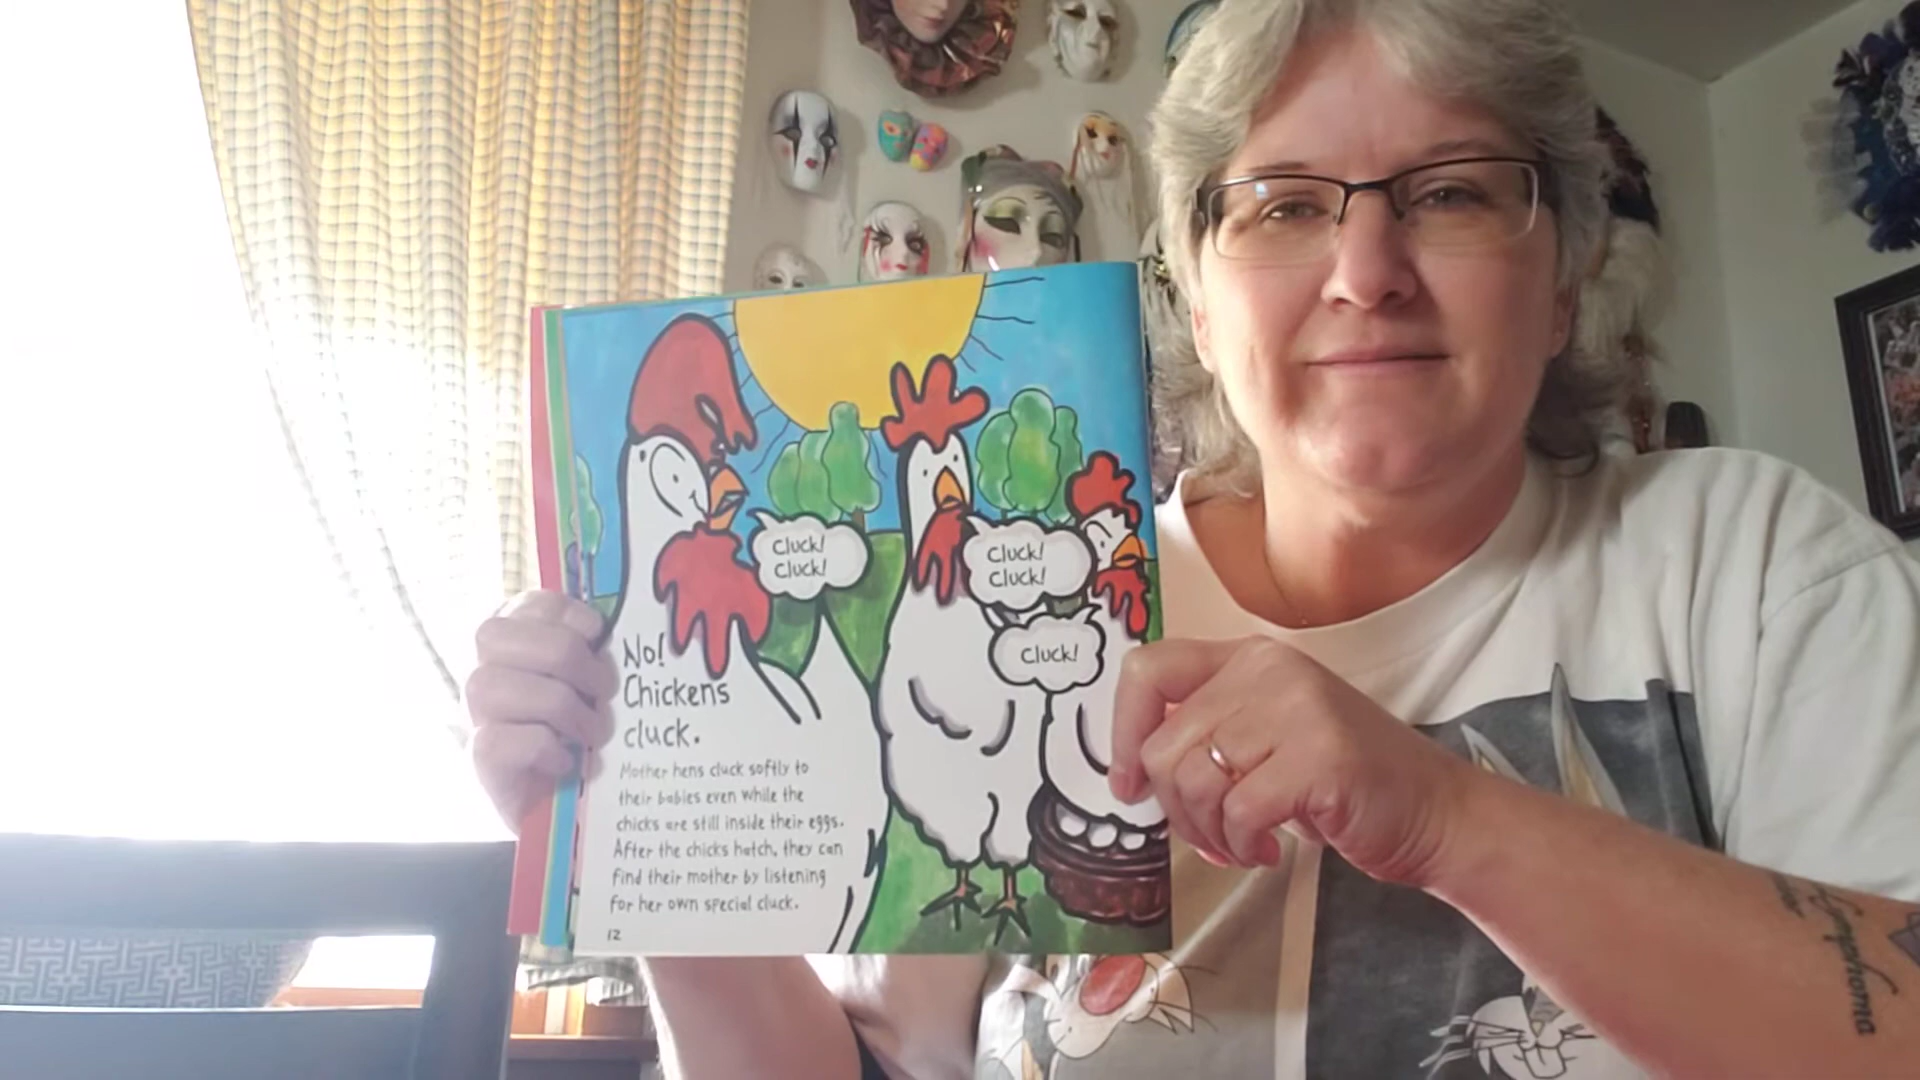 Cluck!
Cluck!
Cluck!
Cluck!
Cluck!
No!
Chickens
cluck.
Mother hens cluck softly to
their babies even while the
chicks are still inside their eggs.
After the chicks hatch, they can
find their mother by listening
for her own special cluck.
12